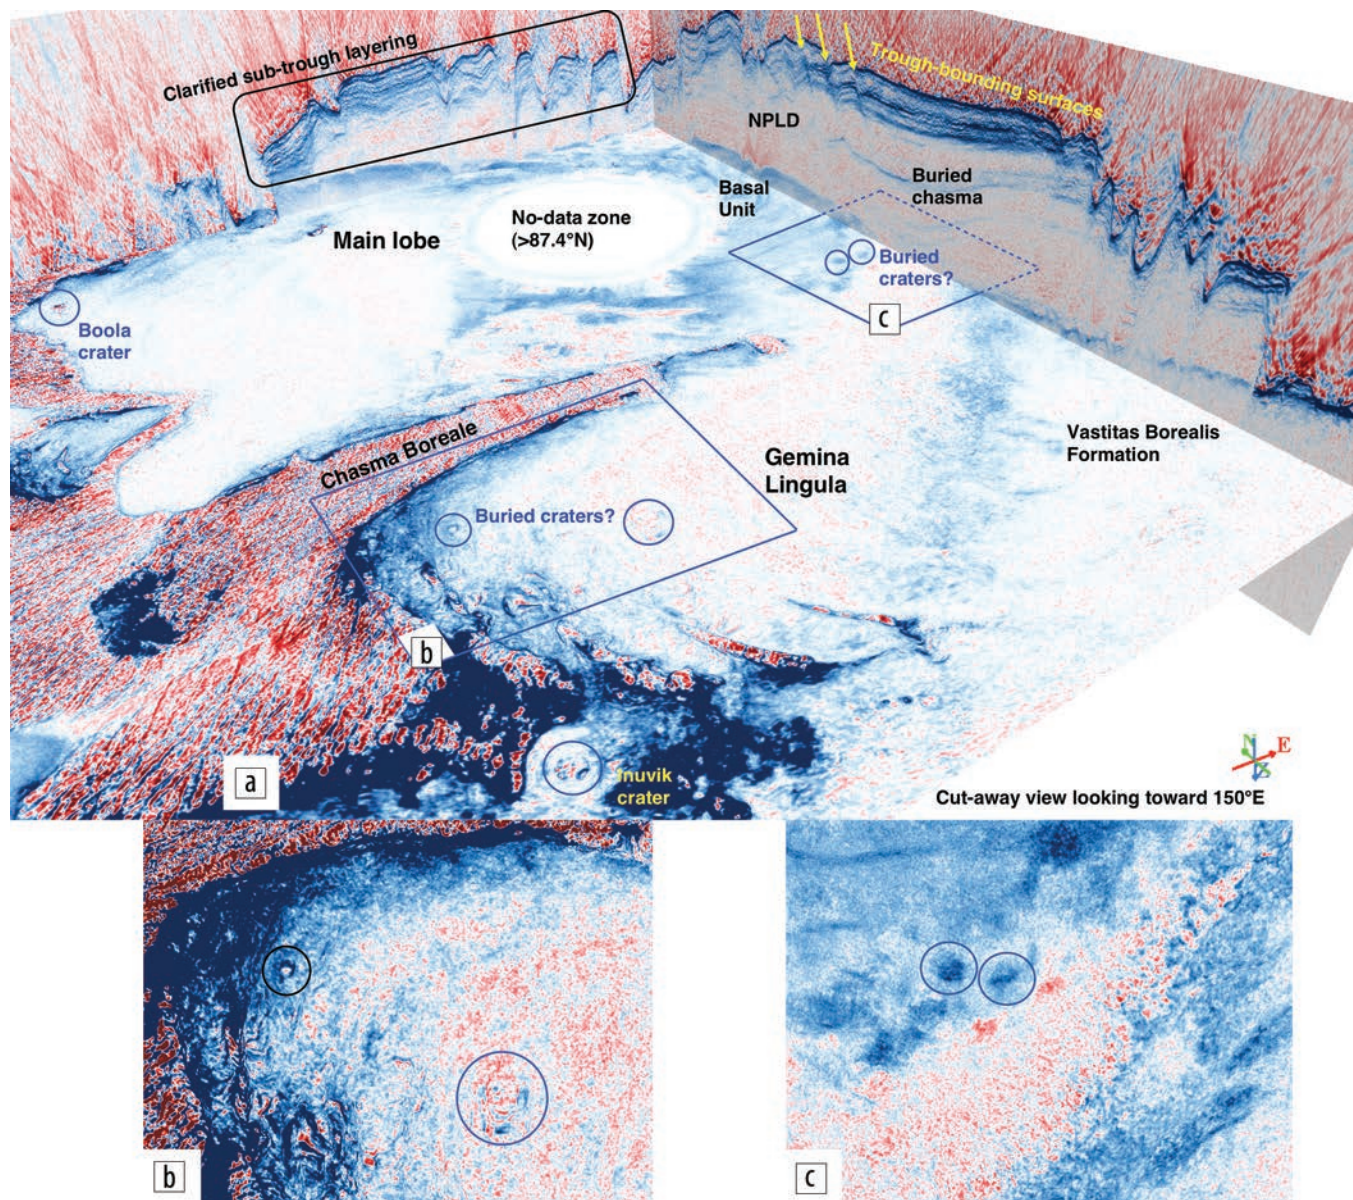 Clarified sub-trough layering
Trough-bounding surfaces
NPLD
Buried
chasma
Basal
Unit
No-data zone
(>87.4°N)
Main lobe
Buried
craters?
c
Boola
crater
Chasma Boreale
Gemina
Lingula
Vastitas Borealis
Formation
Buried craters?
b
a
Inuvik
crater
N
E
Cut-away view looking toward 150°E
b
c